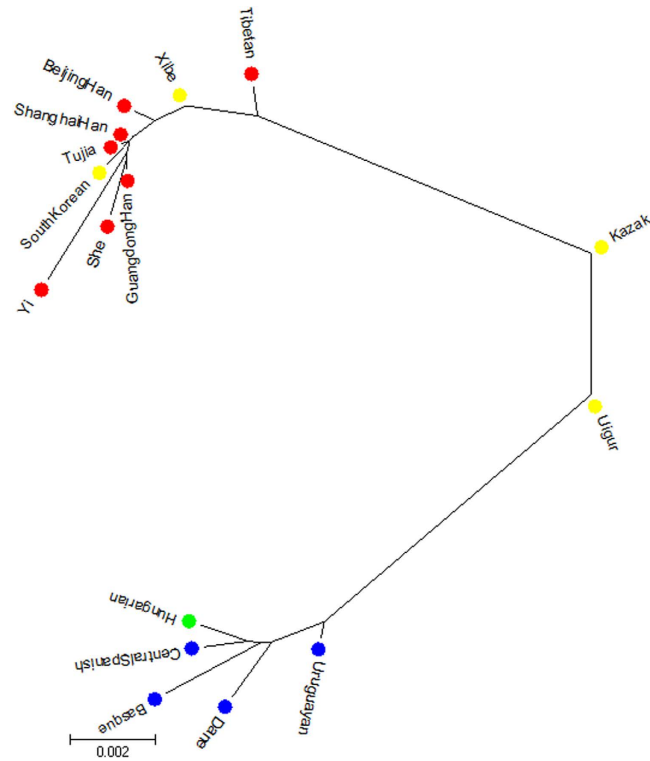 Tibetan
Xibe
BeijingHan
ShanghaiHan
Tujia
SouthKorean
GuangdongHan
She
Yi
Kazak
Uigur
Hungarian
CentralSpanish
Basque
Dane
Uruguayan
0.002